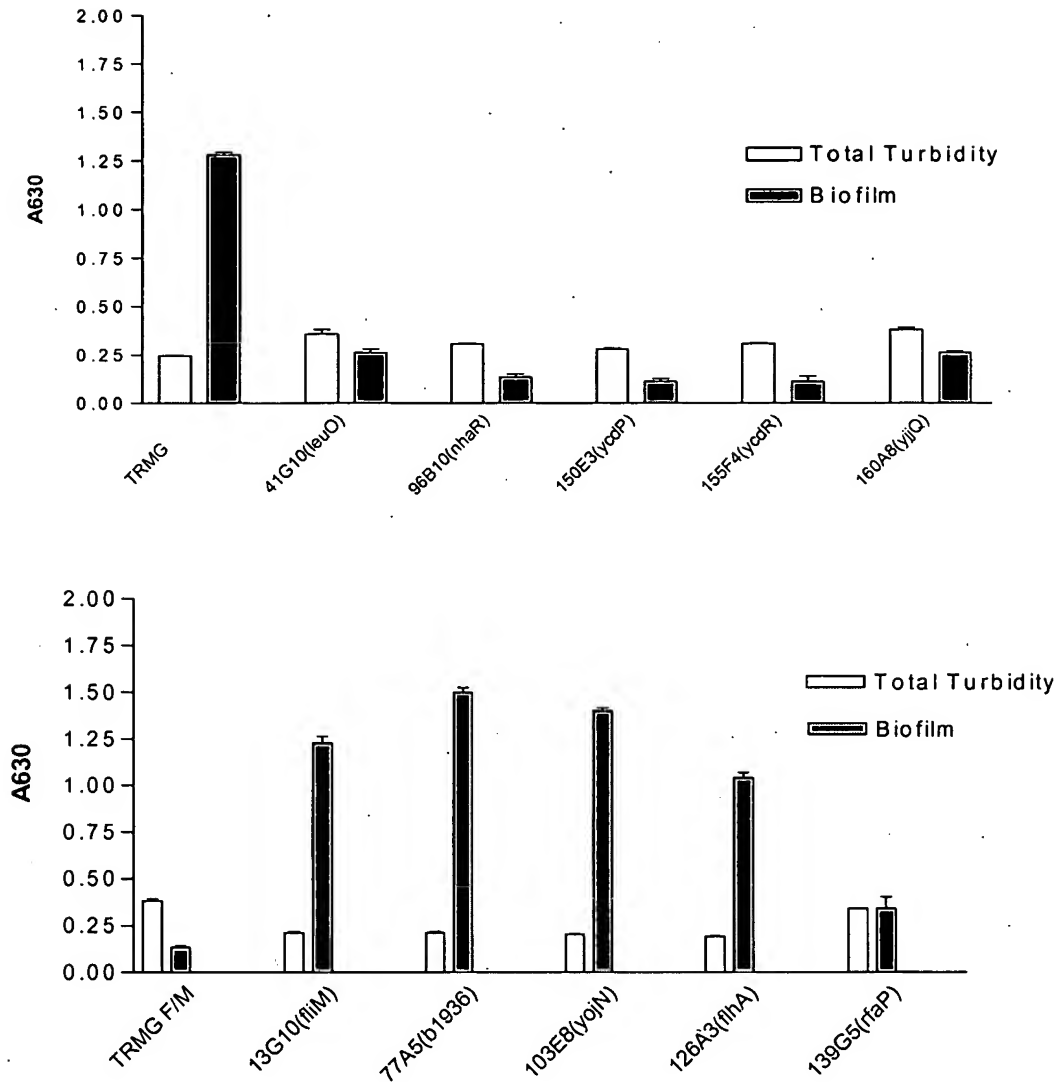 2.00
1.75
1.50
1.25
1.00
0.75
0.50
0.25
0.00
A630
Total Turbidity
Biofilm
TRMG
41G10(leuO)
96B10(nhaR)
150E3(ycdP)
155F4(ycdR)
160A8(yjjQ)
2.00
1.75
1.50
1.25
1.00
0.75
0.50
0.25
0.00
A630
Total Turbidity
Biofilm
TRMG F/M
13G10(fliM)
77A5(b1936)
103E8(yojN)
126A3(flhA)
139G5(rfaP)